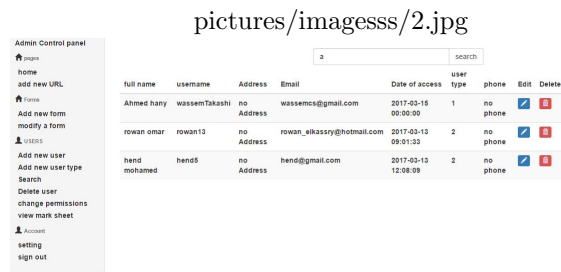 pictures/imagesss/2.jpg
Admin Control panel
pages
home
add new URL
Forms
Add new form
modify a form
USERS
Add new user
Add new user type
Search
Delete user
change permissions
view mark sheet
Account
setting
sign out
a search
full name username Address Email Date of access user type phone Edit Delete
Ahmed hany wassemTakashi no Address wassemcs@gmail.com 2017-03-15 00:00:00 1 no phone
rowan omar rowan13 no Address rowan_elkassry@hotmail.com 2017-03-13 09:01:33 2 no phone
hend mohamed hend5 no Address hend@gmail.com 2017-03-13 12:08:09 2 no phone